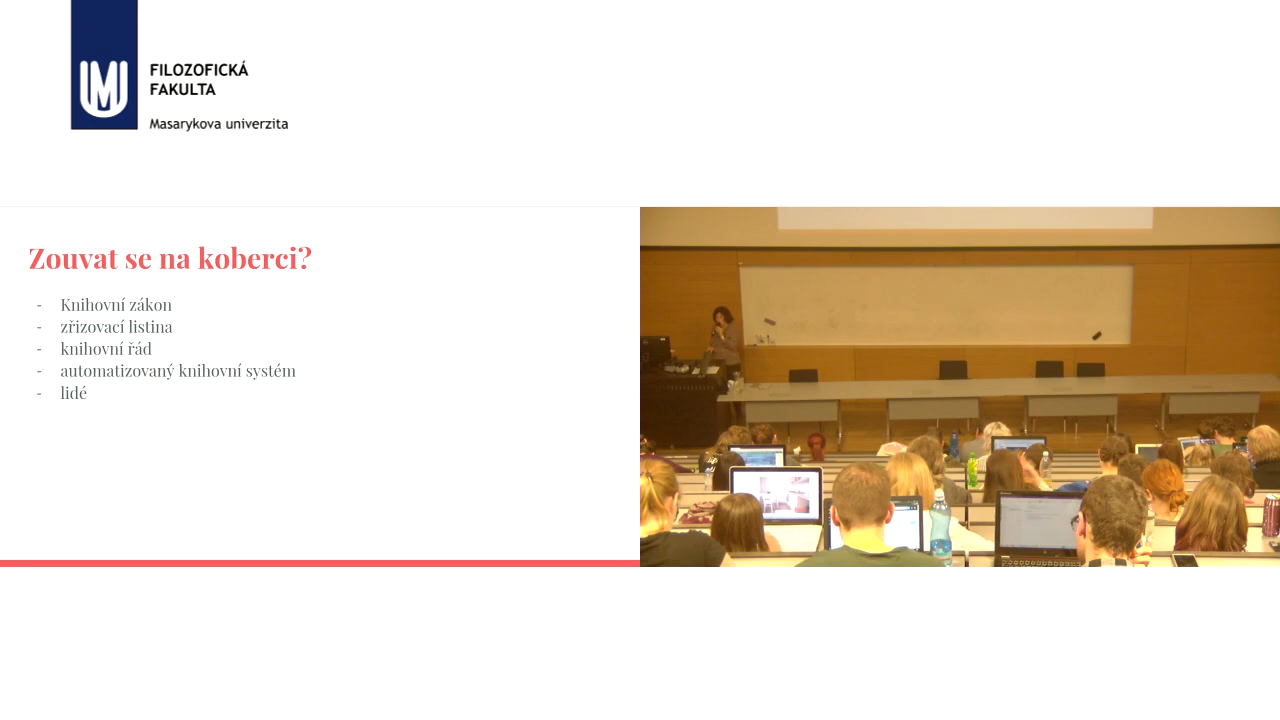 FILOZOFICKÁ
FAKULTA
Masarykova univerzita
Zouvat se na koberci?
- Knihovní zákon
- zřizovací listina
- knihovní řád
- automatizovaný knihovní systém
- lidé